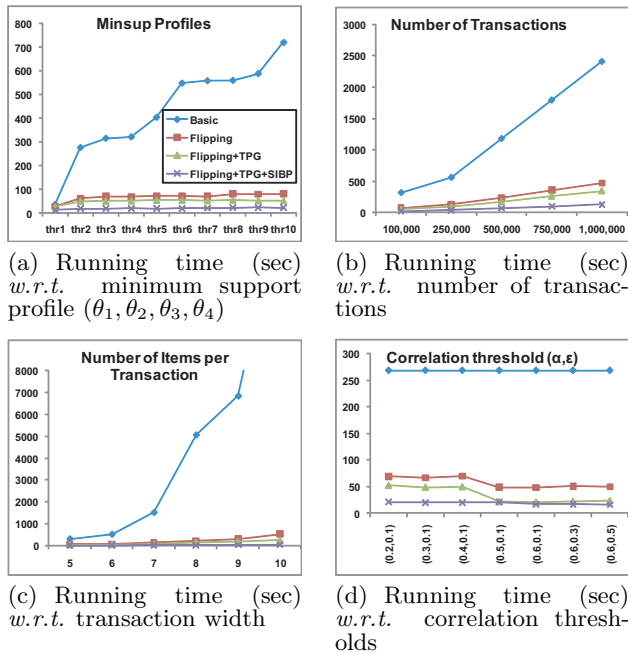 Minsup Profiles
800
700
600
500
400
300
200
100
0
Basic
Flipping
Flipping+TPG
Flipping+TPG+SIBP
thr1 thr2 thr3 thr4 thr5 thr6 thr7 thr8 thr9 thr10
(a) Running time (sec)
w.r.t. minimum support
profile (θ1, θ2, θ3, θ4)
Number of Transactions
3000
2500
2000
1500
1000
500
0
100,000 250,000 500,000 750,000 1,000,000
(b) Running time (sec)
w.r.t. number of transac-
tions
Number of Items per
Transaction
8000
7000
6000
5000
4000
3000
2000
1000
0
5 6 7 8 9 10
(c) Running time (sec)
w.r.t. transaction width
Correlation threshold (α,ε)
300
250
200
150
100
50
0
(0.2,0.1) (0.3,0.1) (0.4,0.1) (0.5,0.1) (0.6,0.1) (0.6,0.3) (0.6,0.5)
(d) Running time (sec)
w.r.t. correlation thresh-
olds